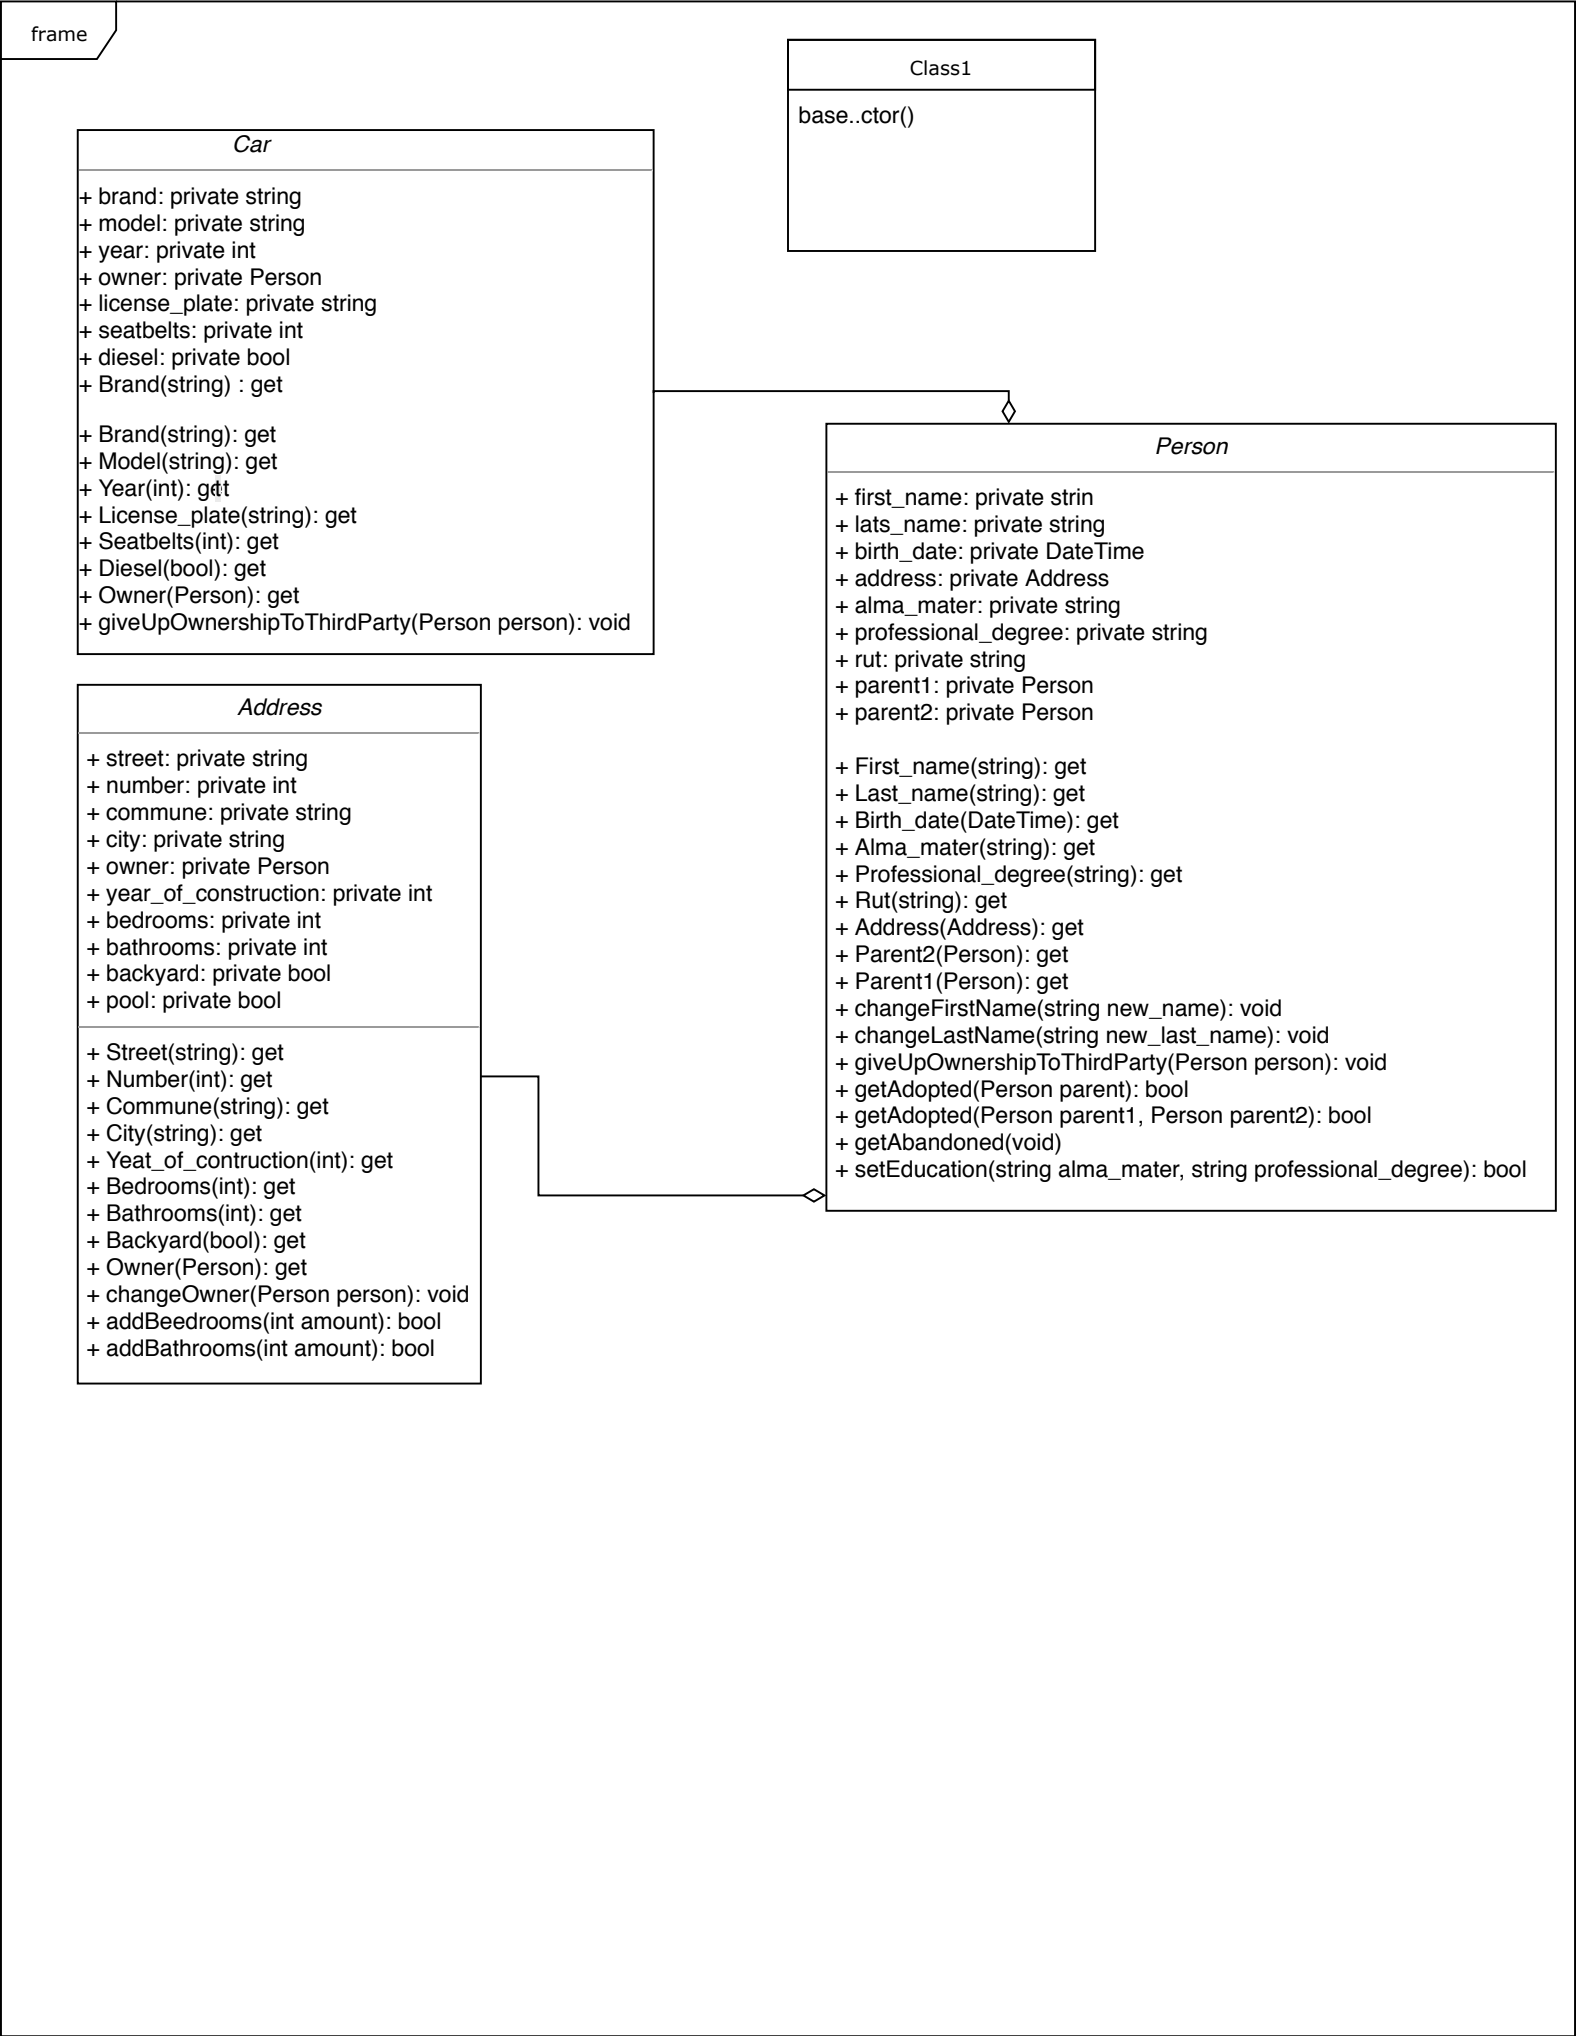 frame
Class1
base..ctor()
Car
+ brand: private string
+ model: private string
+ year: private int
+ owner: private Person
+ license_plate: private string
+ seatbelts: private int
+ diesel: private bool
+ Brand(string) : get
+ Brand(string): get
+ Model(string): get
+ Year(int): get
+ License_plate(string): get
+ Seatbelts(int): get
+ Diesel(bool): get
+ Owner(Person): get
+ giveUpOwnershipToThirdParty(Person person): void
Person
+ first_name: private strin
+ lats_name: private string
+ birth_date: private DateTime
+ address: private Address
+ alma_mater: private string
+ professional_degree: private string
+ rut: private string
+ parent1: private Person
+ parent2: private Person
+ First_name(string): get
+ Last_name(string): get
+ Birth_date(DateTime): get
+ Alma_mater(string): get
+ Professional_degree(string): get
+ Rut(string): get
+ Address(Address): get
+ Parent2(Person): get
+ Parent1(Person): get
+ changeFirstName(string new_name): void
+ changeLastName(string new_last_name): void
+ giveUpOwnershipToThirdParty(Person person): void
+ getAdopted(Person parent): bool
+ getAdopted(Person parent1, Person parent2): bool
+ getAbandoned(void)
+ setEducation(string alma_mater, string professional_degree): bool
Address
+ street: private string
+ number: private int
+ commune: private string
+ city: private string
+ owner: private Person
+ year_of_construction: private int
+ bedrooms: private int
+ bathrooms: private int
+ backyard: private bool
+ pool: private bool
+ Street(string): get
+ Number(int): get
+ Commune(string): get
+ City(string): get
+ Yeat_of_contruction(int): get
+ Bedrooms(int): get
+ Bathrooms(int): get
+ Backyard(bool): get
+ Owner(Person): get
+ changeOwner(Person person): void
+ addBeedrooms(int amount): bool
+ addBathrooms(int amount): bool